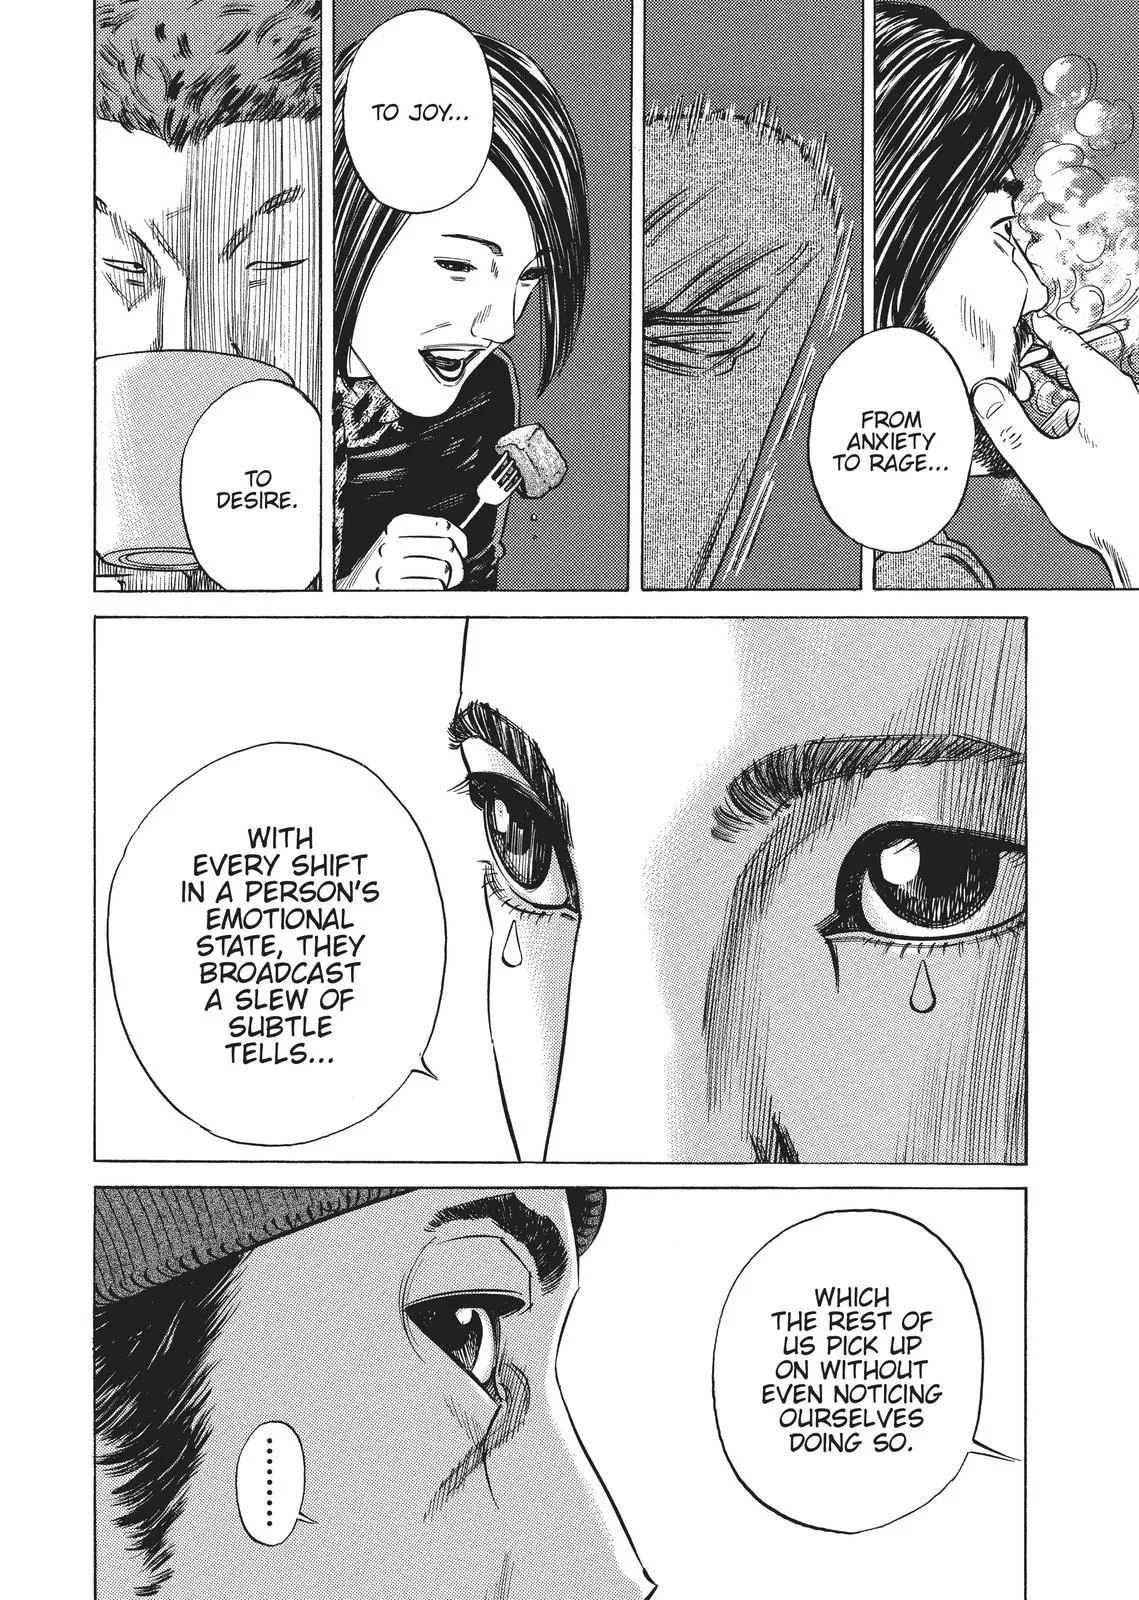 FROM
ANXIETY
TO RAGE...
TO JOY...
TO
DESIRE.
WITH
EVERY SHIFT
IN A PERSON'S
EMOTIONAL
STATE, THEY
BROADCAST
A SLEW OF
SUBTLE
TELLS...
WHICH
THE REST OF
US PICK UP
ON WITHOUT
EVEN NOTICING
OURSELVES
DOING SO.
........